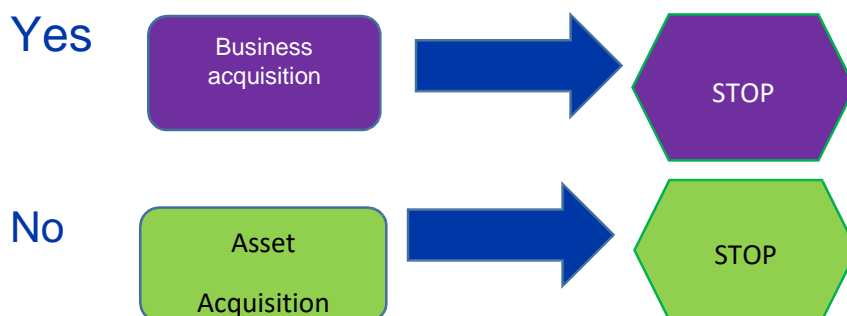 Yes
Business
acquisition
STOP
No
Asset
Acquisition
STOP